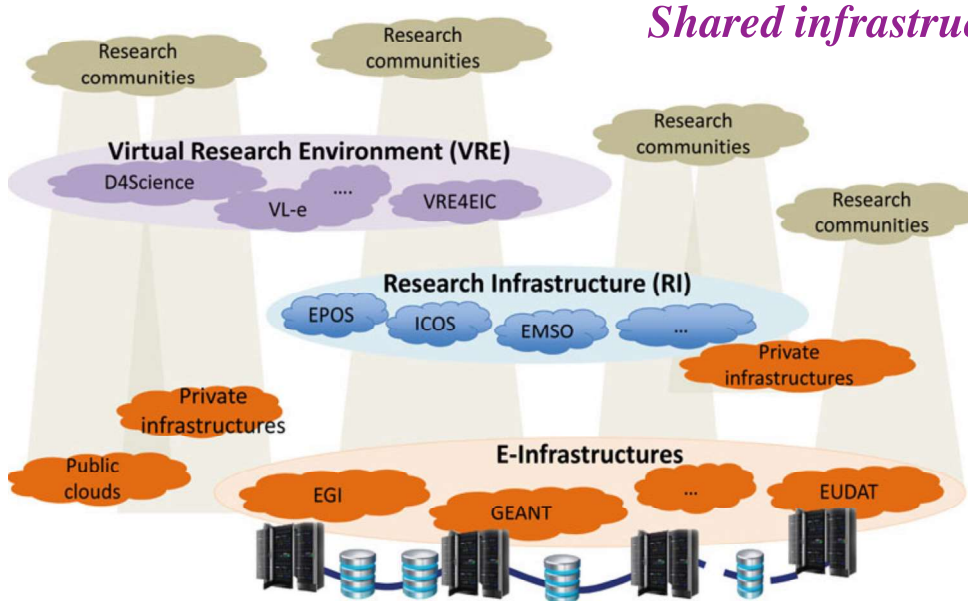 Shared infrastruc
Research
communities
Research
communities
Research
communities
Research
communities
Virtual Research Environment (VRE)
D4Science
....
VL-e
VRE4EIC
Research Infrastructure (RI)
EPOS
ICOS
EMSO
...
Private
infrastructures
Private
infrastructures
Public
clouds
E-Infrastructures
EGI
GEANT
...
EUDAT